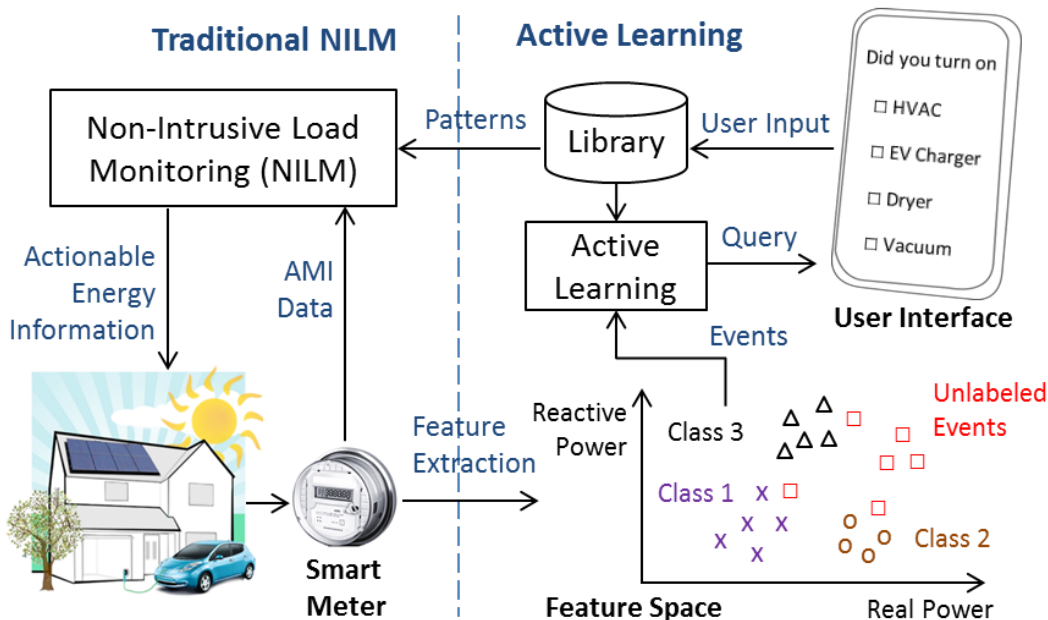 Traditional NILM
Active Learning
Non-Intrusive Load
Monitoring (NILM)
Patterns
Library
User Input
Did you turn on
□ HVAC
□ EV Charger
□ Dryer
□ Vacuum
User Interface
Active
Learning
Query
Events
Actionable
Energy
Information
AMI
Data
Smart
Meter
Feature
Extraction
Reactive
Power
Class 3
Unlabeled
Events
Class 1
x
x
x
x
x
Class 2
o
o
o
o
Feature Space
Real Power